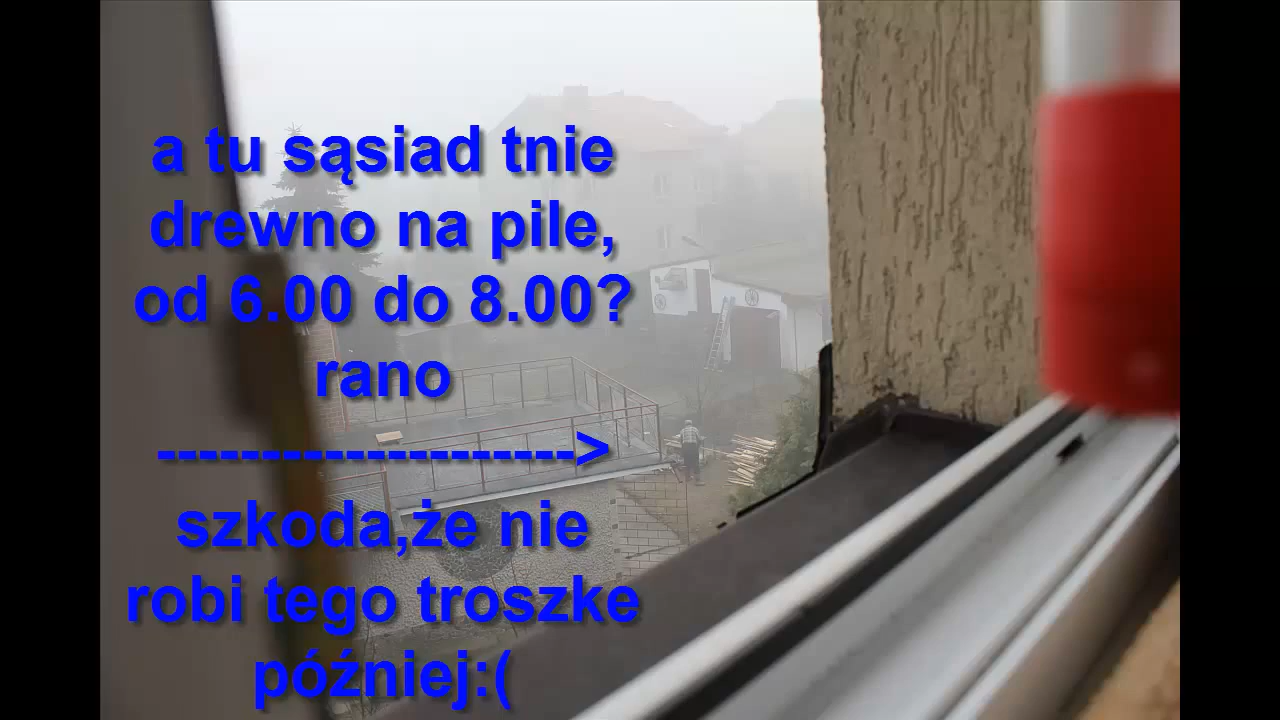 a tu sąsiad tnie
drewno na pile,
od 6.00 do 8.00?
rano
--------------------->
szkoda,że nie
robi tego troszke
później:(